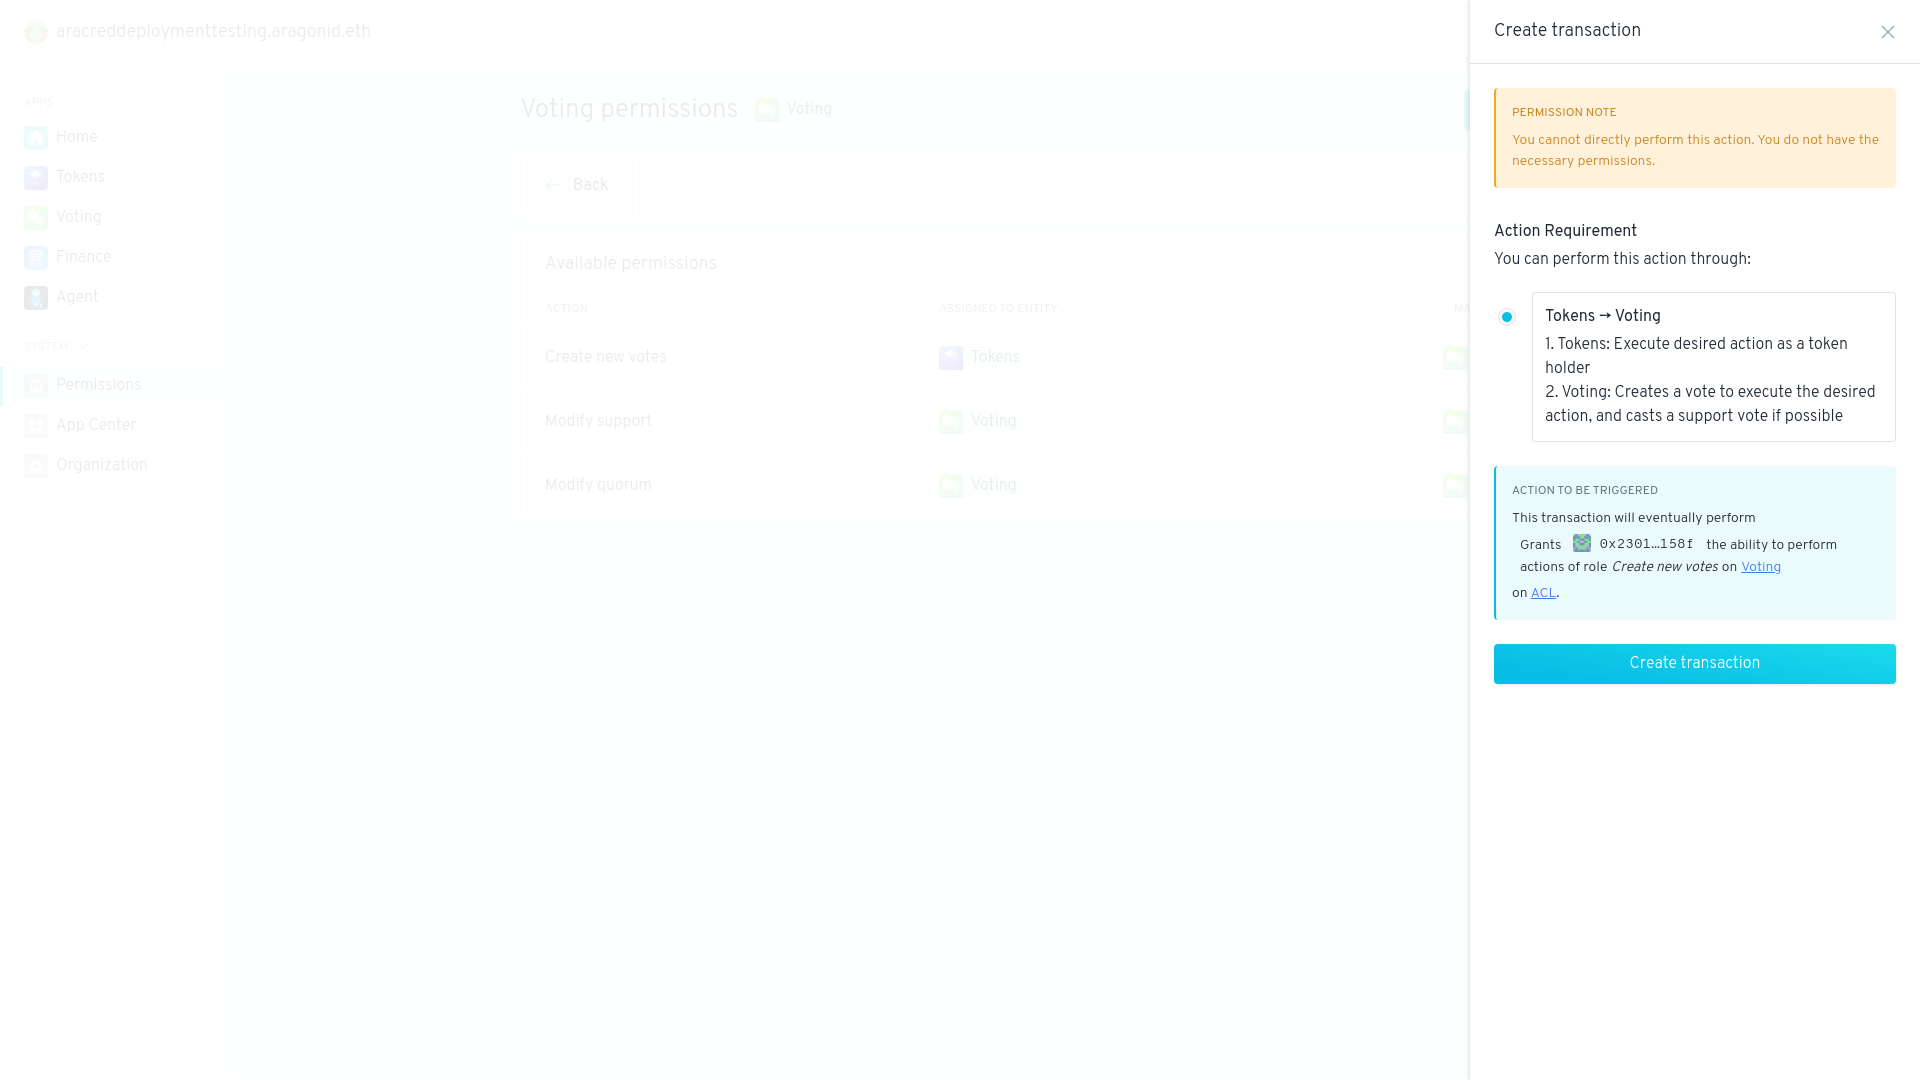 aracreddeploymenttesting.aragonid.eth
APPS
Home
Tokens
Voting
Finance
Agent
SYSTEM
Permissions
App Center
Organization
Voting permissions Voting
Back
Available permissions
ACTION ASSIGNED TO ENTITY MA
Create new votes Tokens
Modify support Voting
Modify quorum Voting
Create transaction
PERMISSION NOTE
You cannot directly perform this action. You do not have the
necessary permissions.
Action Requirement
You can perform this action through:
Tokens → Voting
1. Tokens: Execute desired action as a token
holder
2. Voting: Creates a vote to execute the desired
action, and casts a support vote if possible
ACTION TO BE TRIGGERED
This transaction will eventually perform
Grants 0x2301…158f the ability to perform
actions of role Create new votes on Voting
on ACL.
Create transaction